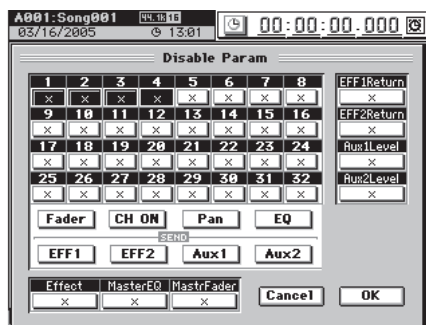 A001:Song001 44.1k 16
03/16/2005 13:01 00:00:00.000
Disable Param
1 2 3 4 5 6 7 8 EFF1Return
× × × × × × × × ×
9 10 11 12 13 14 15 16 EFF2Return
× × × × × × × × ×
17 18 19 20 21 22 23 24 Aux1Level
× × × × × × × × ×
25 26 27 28 29 30 31 32 Aux2Level
× × × × × × × × ×
Fader CH ON Pan EQ
SEND
EFF1 EFF2 Aux1 Aux2
Effect MasterEQ MastrFader
× × × Cancel OK